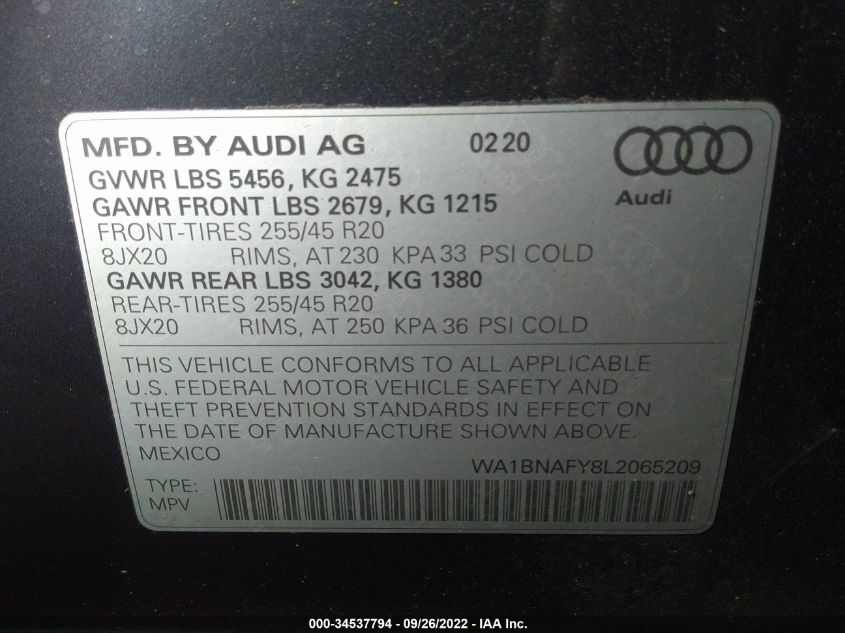 MFD. BY AUDI AG 0220
GVWR LBS 5456, KG 2475
Audi
GAWR FRONT LBS 2679, KG 1215
FRONT-TIRES 255/45 R20
8JX20 RIMS, AT 230 KPA 33 PSI COLD
GAWR REAR LBS 3042, KG 1380
REAR-TIRES 255/45 R20
8JX20 RIMS, AT 250 KPA 36 PSI COLD
THIS VEHICLE CONFORMS TO ALL APPLICABLE
U.S. FEDERAL MOTOR VEHICLE SAFETY AND
THEFT PREVENTION STANDARDS IN EFFECT ON
THE DATE OF MANUFACTURE SHOWN ABOVE.
MEXICO
WA1BNAFY8L2065209
TYPE:
MPV
000-34537794 - 09/26/2022 - IAA Inc.